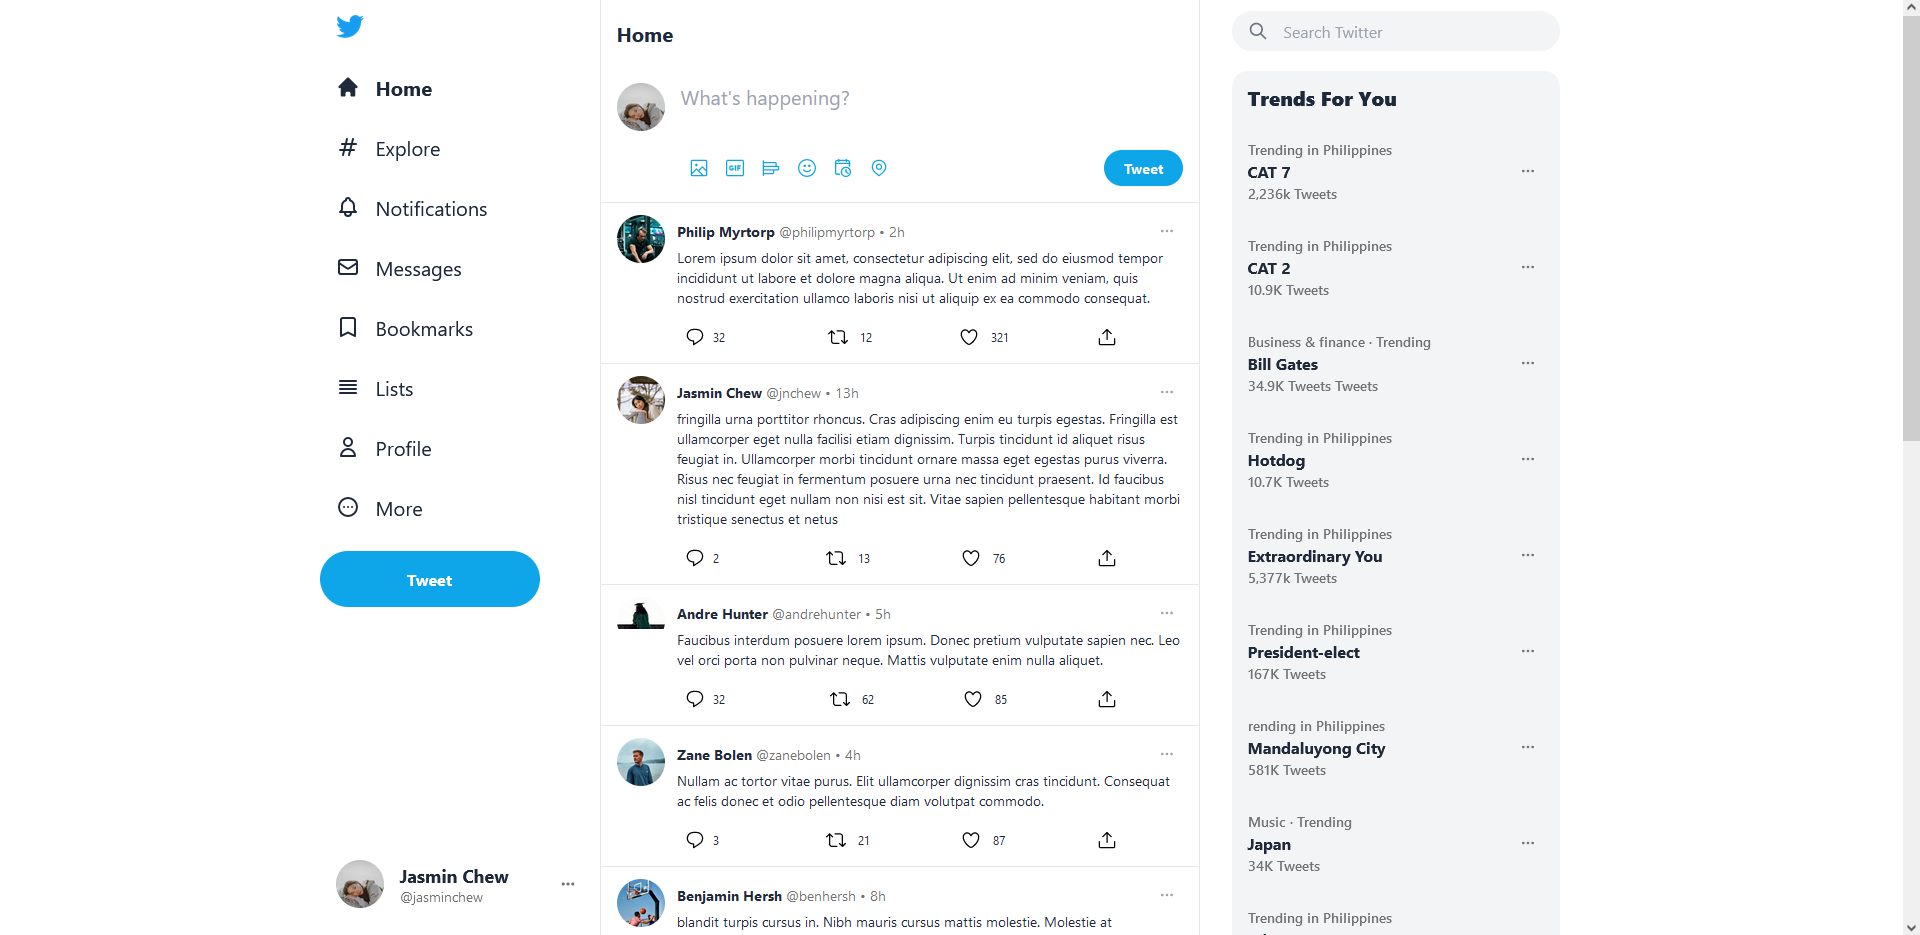 Home
Explore
Notifications
Messages
Bookmarks
Lists
Profile
More
Tweet
Jasmin Chew
@jasminchew
Home
What's happening?
GIF
Tweet
Philip Myrtorp @philipmyrtorp • 2h
Lorem ipsum dolor sit amet, consectetur adipiscing elit, sed do eiusmod tempor
incididunt ut labore et dolore magna aliqua. Ut enim ad minim veniam, quis
nostrud exercitation ullamco laboris nisi ut aliquip ex ea commodo consequat.
32 12 321
Jasmin Chew @jnchew • 13h
fringilla urna porttitor rhoncus. Cras adipiscing enim eu turpis egestas. Fringilla est
ullamcorper eget nulla facilisi etiam dignissim. Turpis tincidunt id aliquet risus
feugiat in. Ullamcorper morbi tincidunt ornare massa eget egestas purus viverra.
Risus nec feugiat in fermentum posuere urna nec tincidunt praesent. Id faucibus
nisl tincidunt eget nullam non nisi est sit. Vitae sapien pellentesque habitant morbi
tristique senectus et netus
2 13 76
Andre Hunter @andrehunter • 5h
Faucibus interdum posuere lorem ipsum. Donec pretium vulputate sapien nec. Leo
vel orci porta non pulvinar neque. Mattis vulputate enim nulla aliquet.
32 62 85
Zane Bolen @zanebolen • 4h
Nullam ac tortor vitae purus. Elit ullamcorper dignissim cras tincidunt. Consequat
ac felis donec et odio pellentesque diam volutpat commodo.
3 21 87
Benjamin Hersh @benhersh • 8h
blandit turpis cursus in. Nibh mauris cursus mattis molestie. Molestie at
Search Twitter
Trends For You
Trending in Philippines
CAT 7
2,236k Tweets
Trending in Philippines
CAT 2
10.9K Tweets
Business & finance · Trending
Bill Gates
34.9K Tweets Tweets
Trending in Philippines
Hotdog
10.7K Tweets
Trending in Philippines
Extraordinary You
5,377k Tweets
Trending in Philippines
President-elect
167K Tweets
rending in Philippines
Mandaluyong City
581K Tweets
Music · Trending
Japan
34K Tweets
Trending in Philippines